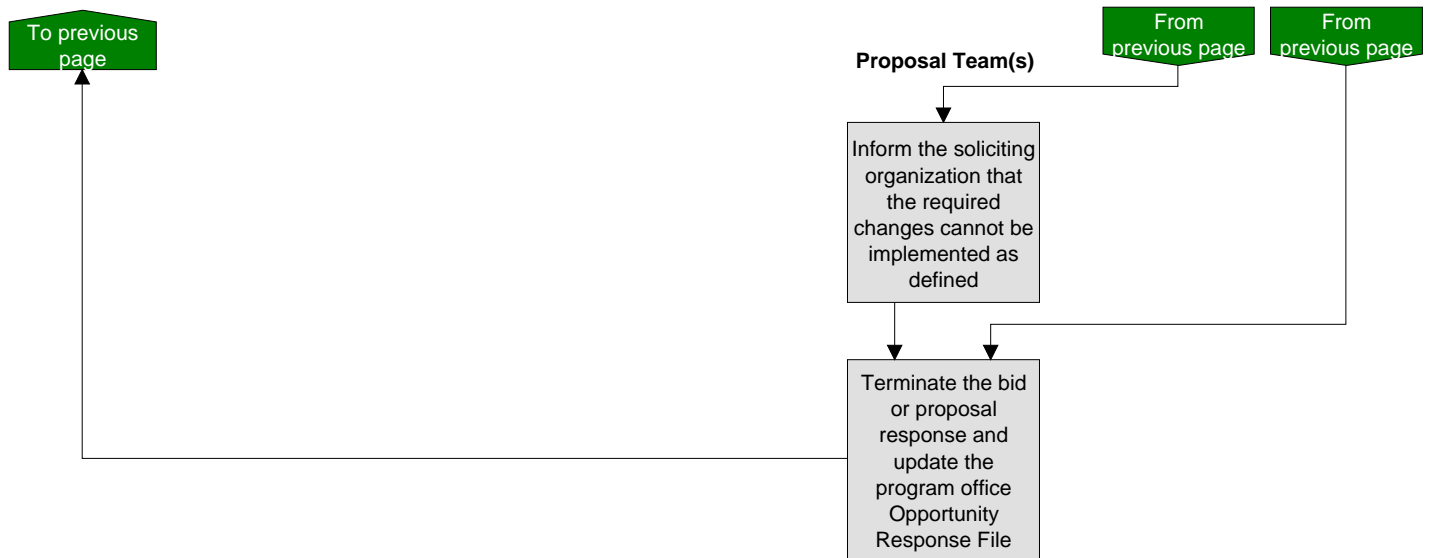 To previous
page
From
previous page
From
previous page
Proposal Team(s)
Inform the soliciting
organization that
the required
changes cannot be
implemented as
defined
Terminate the bid
or proposal
response and
update the
program office
Opportunity
Response File